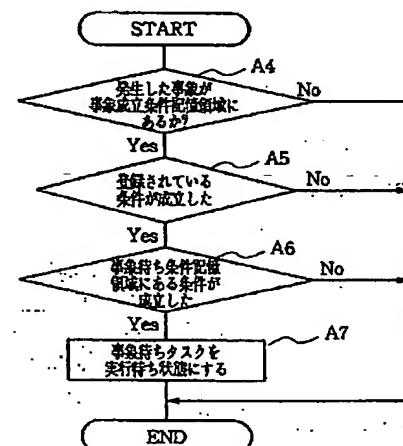 START
A4
発生した事象が
事象成立条件記憶領域に
あるか?
No
Yes
A5
登録されている
条件が成立した
No
Yes
A6
事象待ち条件記憶
領域にある条件が
成立した
No
Yes
A7
事象待ちタスクを
実行待ち状態にする
END